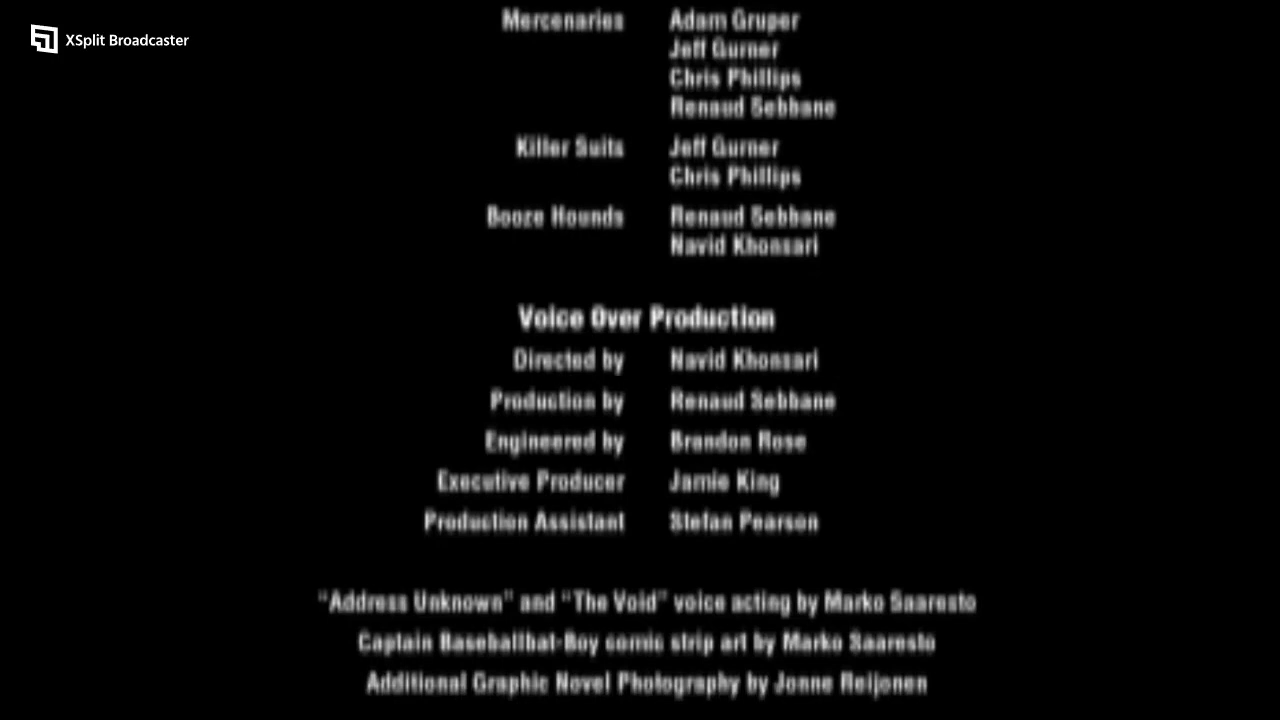 XSplit Broadcaster
Mercenaries Adam Gruper
Jeff Gurner
Chris Phillips
Renaud Sebbane
Killer Suits Jeff Gurner
Chris Phillips
Booze Hounds Renaud Sebbane
Navid Khonsari
Voice Over Production
Directed by Navid Khonsari
Production by Renaud Sebbane
Engineered by Brandon Rose
Executive Producer Jamie King
Production Assistant Stefan Pearson
“Address Unknown” and “The Void” voice acting by Marko Saaresto
Captain Baseballbat-Boy comic strip art by Marko Saaresto
Additional Graphic Novel Photography by Jonne Reijonen